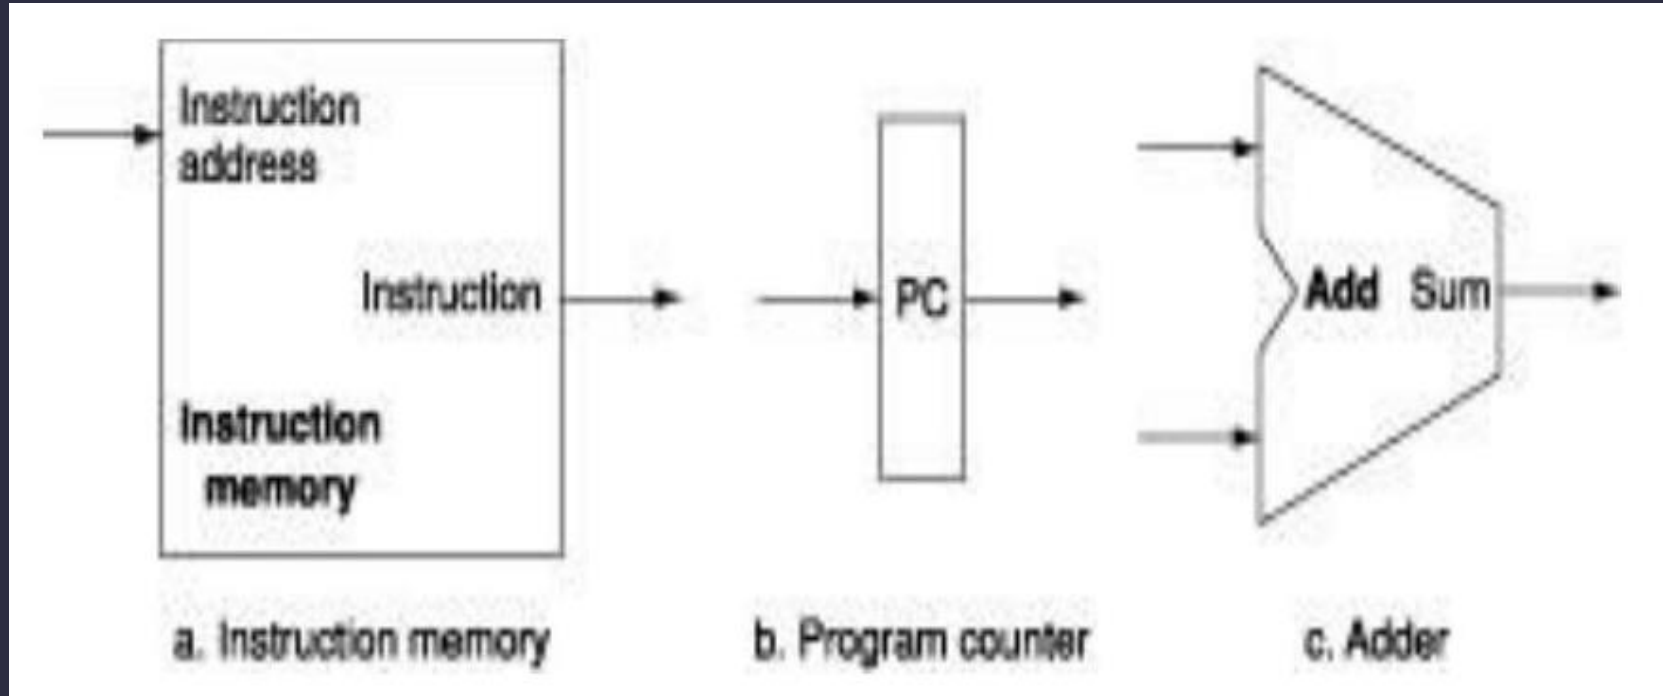 Instruction
address
Instruction
Instruction
memory
PC
Add Sum
a. Instruction memory
b. Program counter
c. Adder